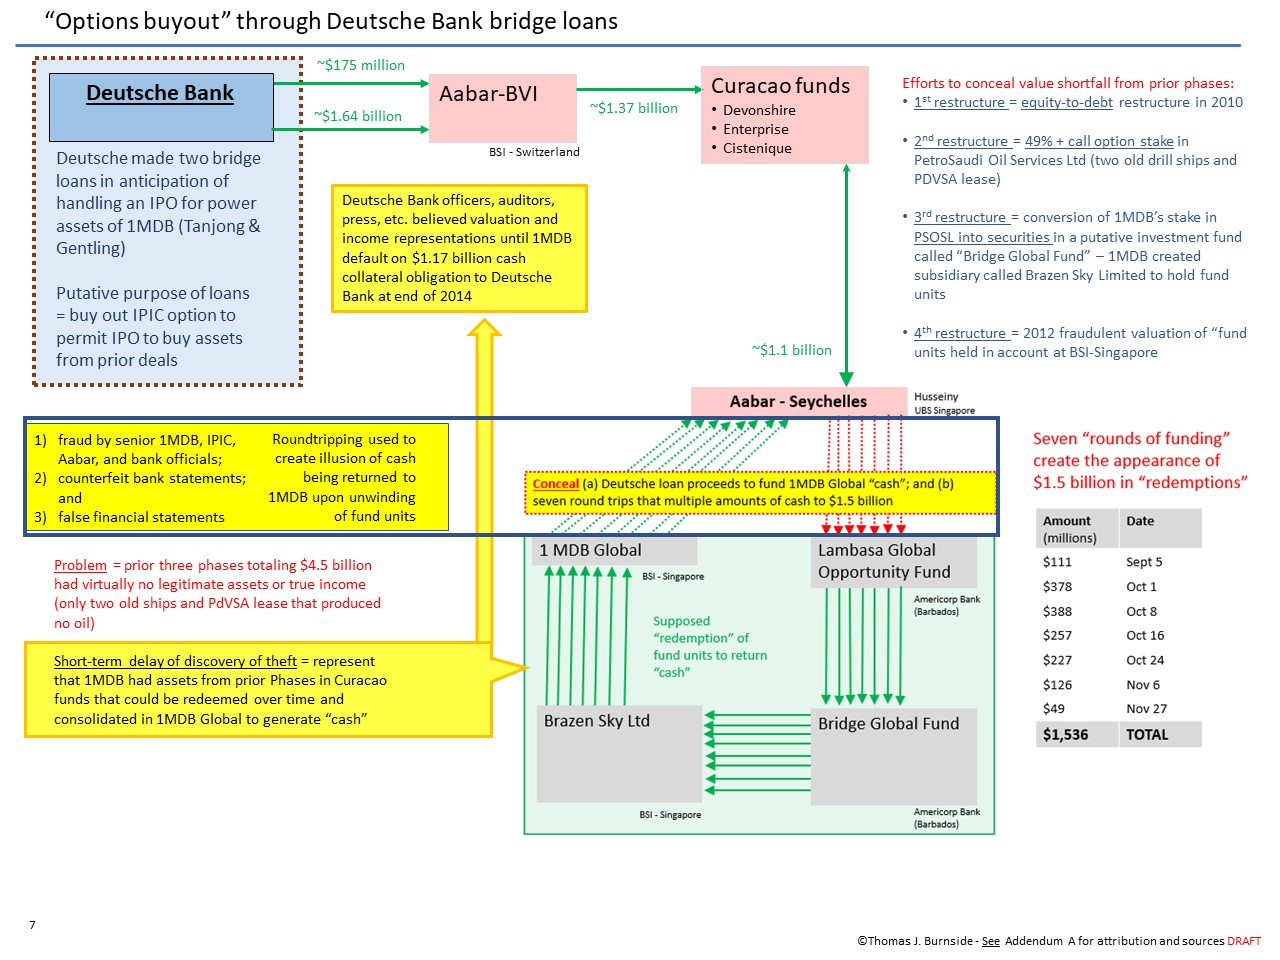 “Options buyout” through Deutsche Bank bridge loans
Deutsche Bank
Deutsche made two bridge
loans in anticipation of
handling an IPO for power
assets of 1MDB (Tanjong &
Gentling)
Putative purpose of loans
= buy out IPIC option to
permit IPO to buy assets
from prior deals
~$175 million
~$1.64 billion
Aabar-BVI
BSI - Switzerland
~$1.37 billion
Curacao funds
• Devonshire
• Enterprise
• Cistenique
Efforts to conceal value shortfall from prior phases:
• 1st restructure = equity-to-debt restructure in 2010
• 2nd restructure = 49% + call option stake in
PetroSaudi Oil Services Ltd (two old drill ships and
PDVSA lease)
• 3rd restructure = conversion of 1MDB’s stake in
PSOSL into securities in a putative investment fund
called “Bridge Global Fund” – 1MDB created
subsidiary called Brazen Sky Limited to hold fund
units
• 4th restructure = 2012 fraudulent valuation of “fund
units held in account at BSI-Singapore
Deutsche Bank officers, auditors,
press, etc. believed valuation and
income representations until 1MDB
default on $1.17 billion cash
collateral obligation to Deutsche
Bank at end of 2014
~$1.1 billion
Aabar - Seychelles
Husseiny
UBS Singapore
1) fraud by senior 1MDB, IPIC,
Aabar, and bank officials;
2) counterfeit bank statements;
and
3) false financial statements
Roundtripping used to
create illusion of cash
being returned to
1MDB upon unwinding
of fund units
Conceal (a) Deutsche loan proceeds to fund 1MDB Global “cash”; and (b)
seven round trips that multiple amounts of cash to $1.5 billion
Seven “rounds of funding”
create the appearance of
$1.5 billion in “redemptions”
Amount Date
(millions)
$111 Sept 5
$378 Oct 1
$388 Oct 8
$257 Oct 16
$227 Oct 24
$126 Nov 6
$49 Nov 27
$1,536 TOTAL
Problem = prior three phases totaling $4.5 billion
had virtually no legitimate assets or true income
(only two old ships and PdVSA lease that produced
no oil)
Short-term delay of discovery of theft = represent
that 1MDB had assets from prior Phases in Curacao
funds that could be redeemed over time and
consolidated in 1MDB Global to generate “cash”
1 MDB Global
BSI - Singapore
Lambasa Global
Opportunity Fund
Americorp Bank
(Barbados)
Supposed
“redemption” of
fund units to return
“cash”
Brazen Sky Ltd
BSI - Singapore
Bridge Global Fund
Americorp Bank
(Barbados)
7
©Thomas J. Burnside - See Addendum A for attribution and sources DRAFT